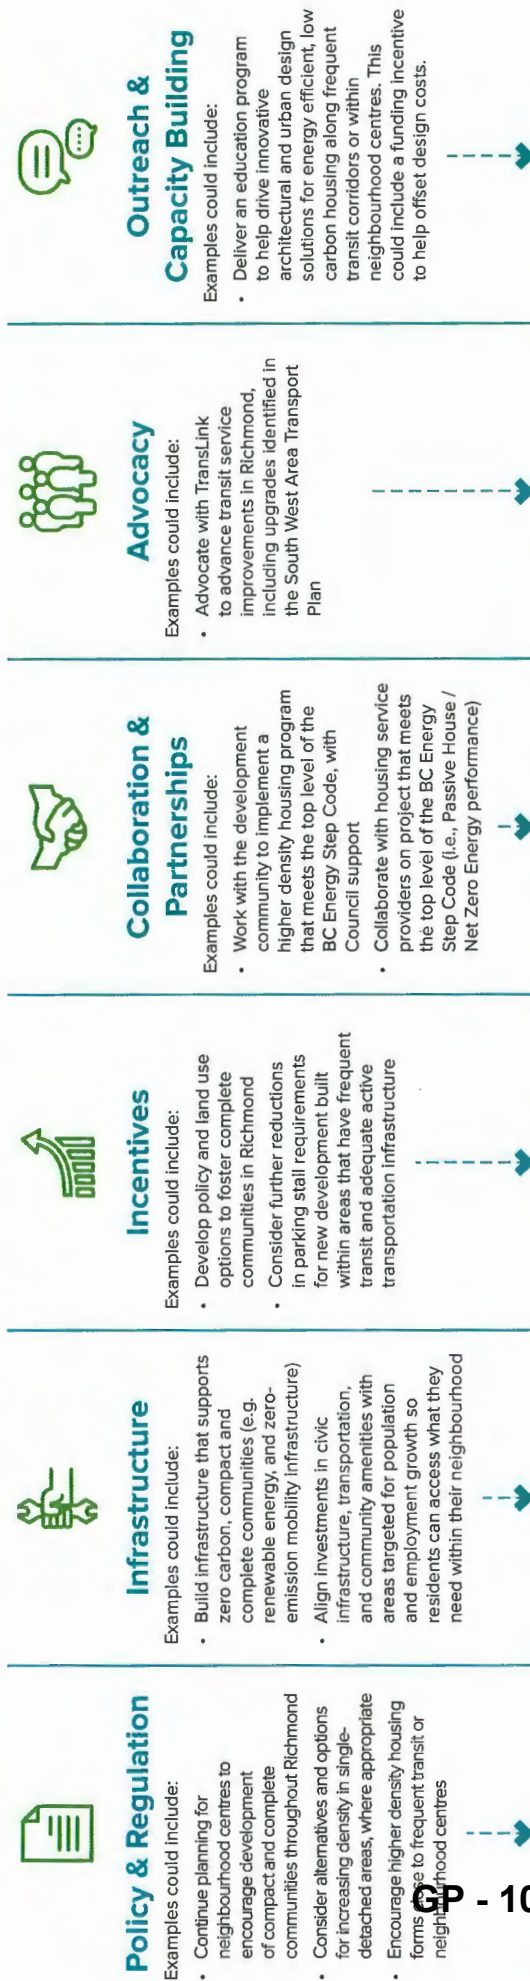 Policy & Regulation
Examples could include:
• Continue planning for
neighbourhood centres to
encourage development
of compact and complete
communities throughout Richmond
• Consider alternatives and options
for increasing density in single-
detached areas, where appropriate
• Encourage higher density housing
forms close to frequent transit or
neighbourhood centres
Infrastructure
Examples could include:
• Build infrastructure that supports
zero carbon, compact and
complete communities (e.g.
renewable energy, and zero-
emission mobility infrastructure)
• Align investments in civic
infrastructure, transportation,
and community amenities with
areas targeted for population
and employment growth so
residents can access what they
need within their neighbourhood
Incentives
Examples could include:
• Develop policy and land use
options to foster complete
communities in Richmond
• Consider further reductions
in parking stall requirements
for new development built
within areas that have frequent
transit and adequate active
transportation infrastructure
Collaboration &
Partnerships
Examples could include:
• Work with the development
community to implement a
higher density housing program
that meets the top level of the
BC Energy Step Code, with
Council support
• Collaborate with housing service
providers on project that meets
the top level of the BC Energy
Step Code (i.e., Passive House /
Net Zero Energy performance)
Advocacy
Examples could include:
• Advocate with TransLink
to advance transit service
improvements in Richmond,
including upgrades identified in
the South West Area Transport
Plan
Outreach &
Capacity Building
Examples could include:
• Deliver an education program
to help drive innovative
architectural and urban design
solutions for energy efficient, low
carbon housing along frequent
transit corridors or within
neighbourhood centres. This
could include a funding incentive
to help offset design costs.
GP - 10